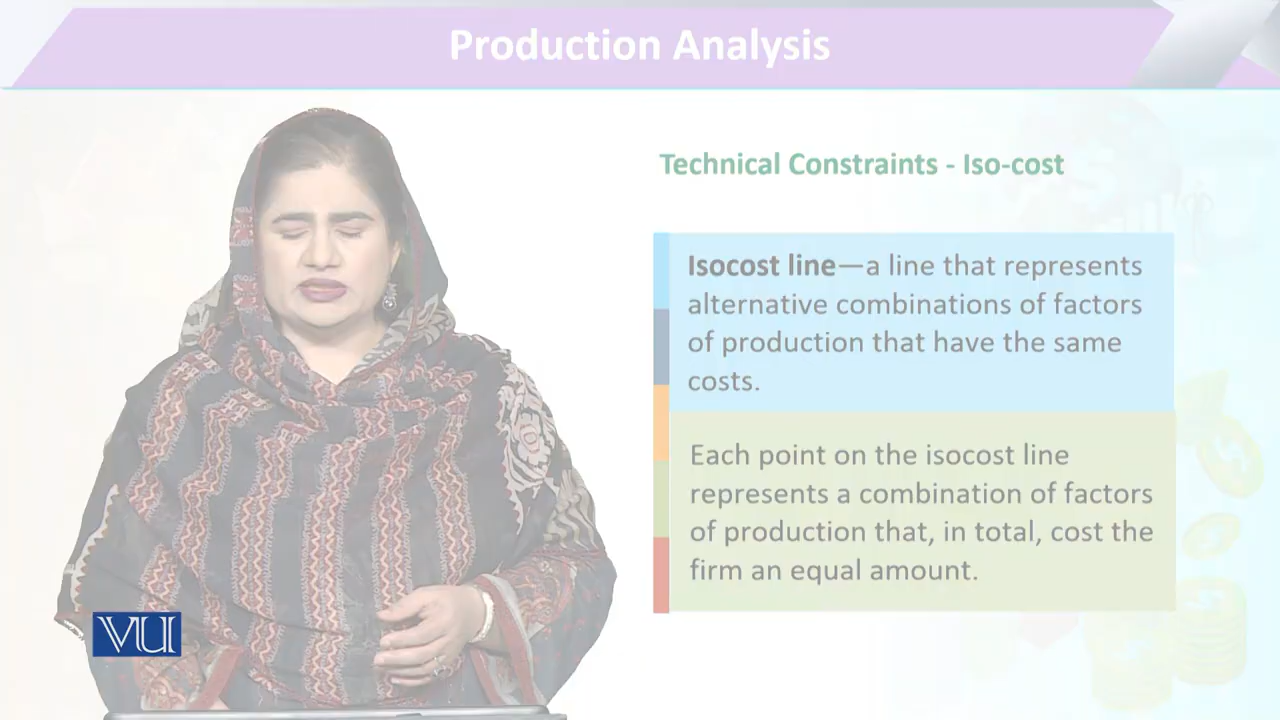 Production Analysis
Technical Constraints - Iso-cost
Isocost line—a line that represents
alternative combinations of factors
of production that have the same
costs.
Each point on the isocost line
represents a combination of factors
of production that, in total, cost the
firm an equal amount.
VU